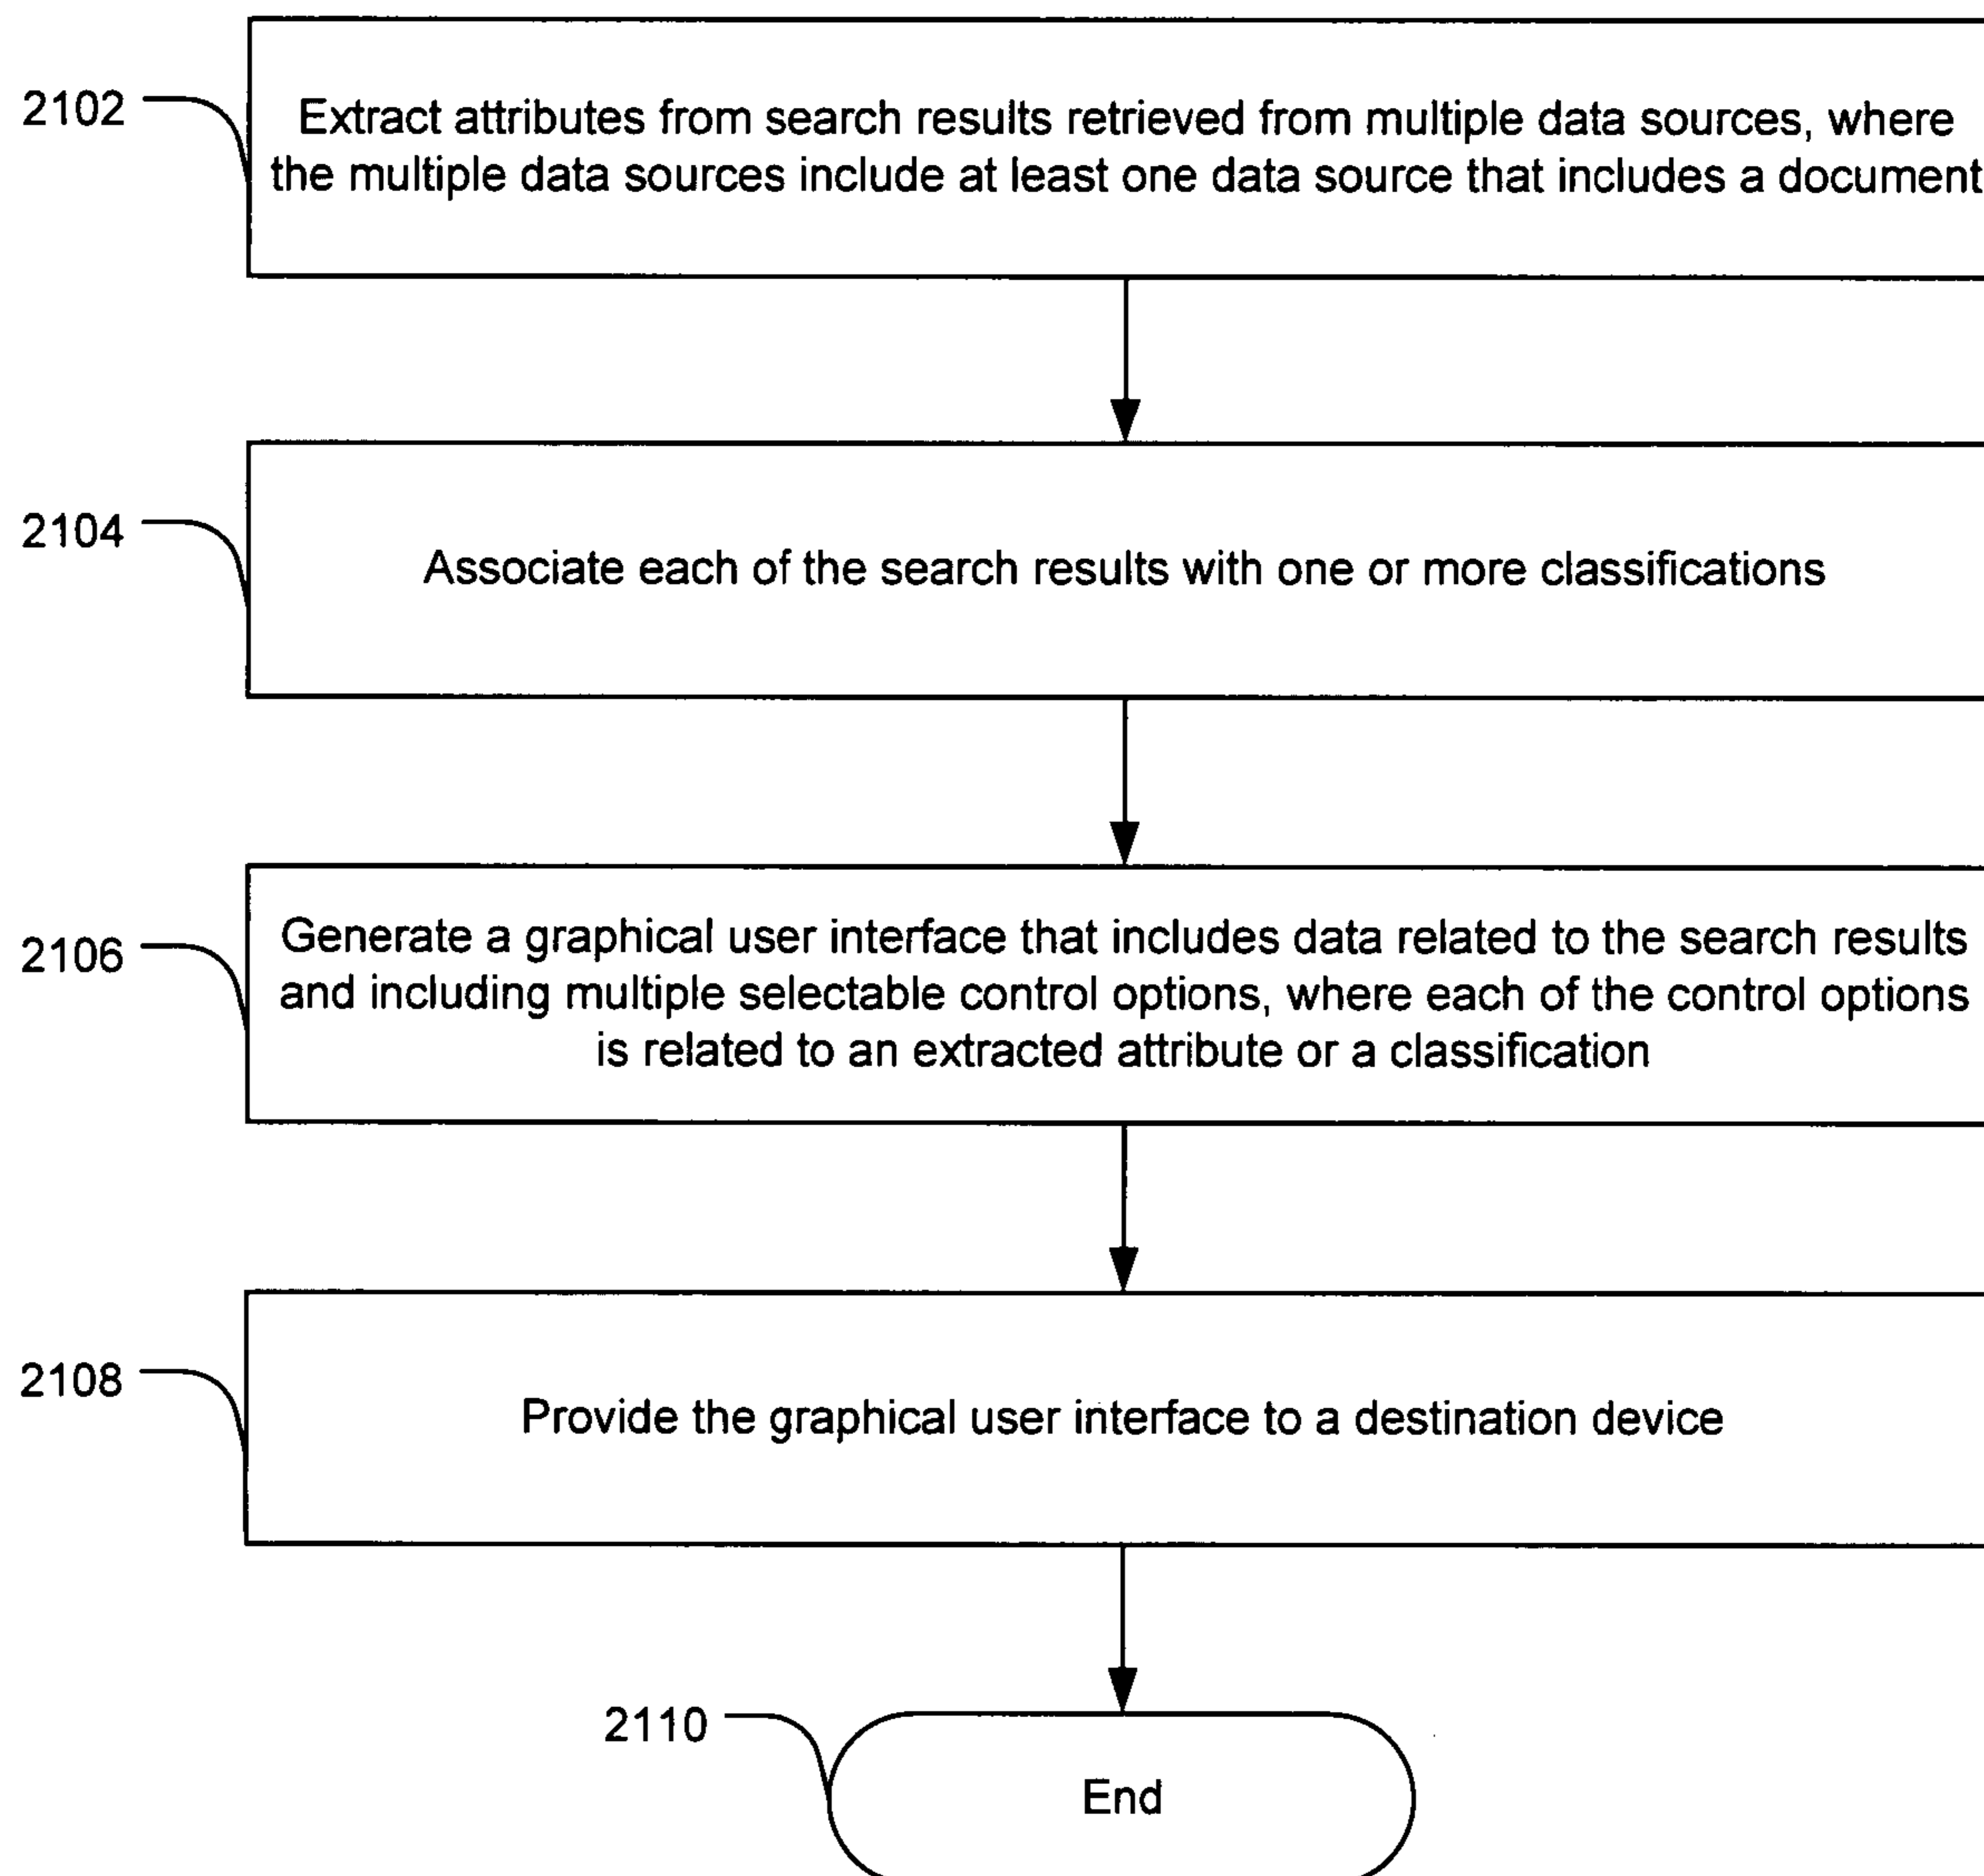 2102
Extract attributes from search results retrieved from multiple data sources, where
the multiple data sources include at least one data source that includes a document
2104
Associate each of the search results with one or more classifications
2106
Generate a graphical user interface that includes data related to the search results
and including multiple selectable control options, where each of the control options
is related to an extracted attribute or a classification
2108
Provide the graphical user interface to a destination device
2110
End